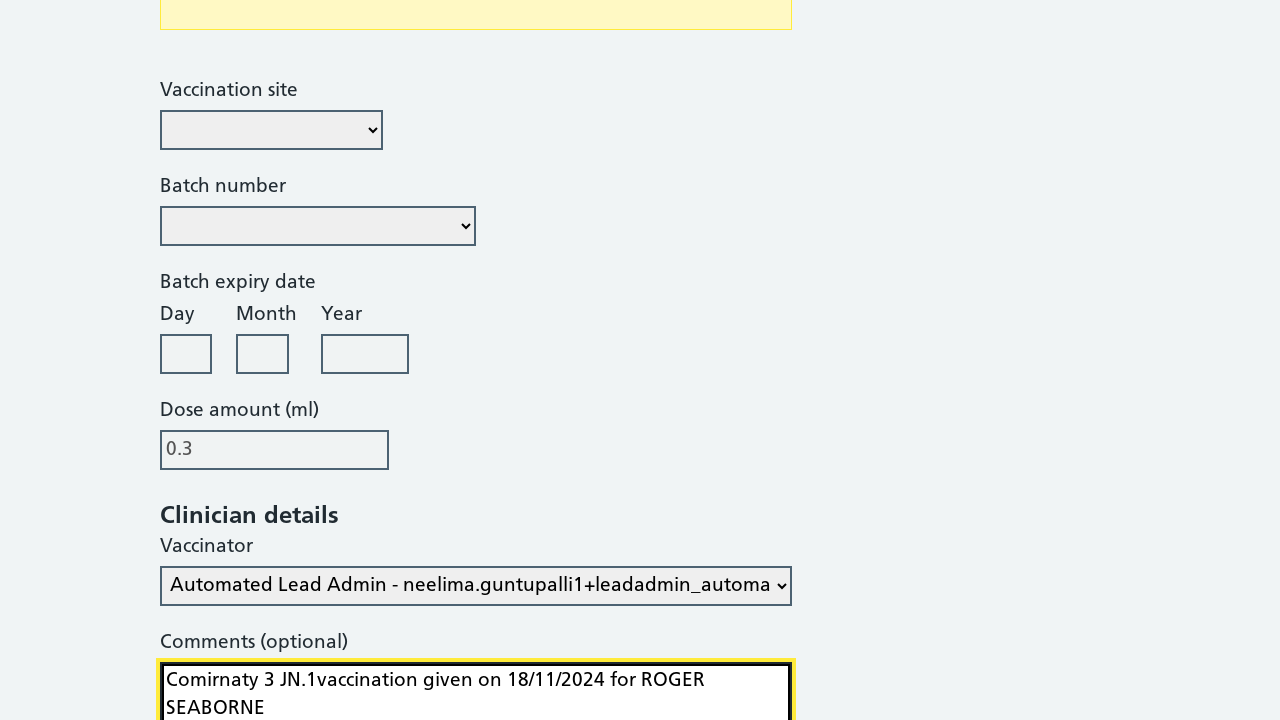 Vaccination site
Batch number
Batch expiry date
Day Month Year
Dose amount (ml)
0.3
Clinician details
Vaccinator
Automated Lead Admin - neelima.guntupalli1+leadadmin_automa
Comments (optional)
Comirnaty 3 JN.1vaccination given on 18/11/2024 for ROGER
SEABORNE